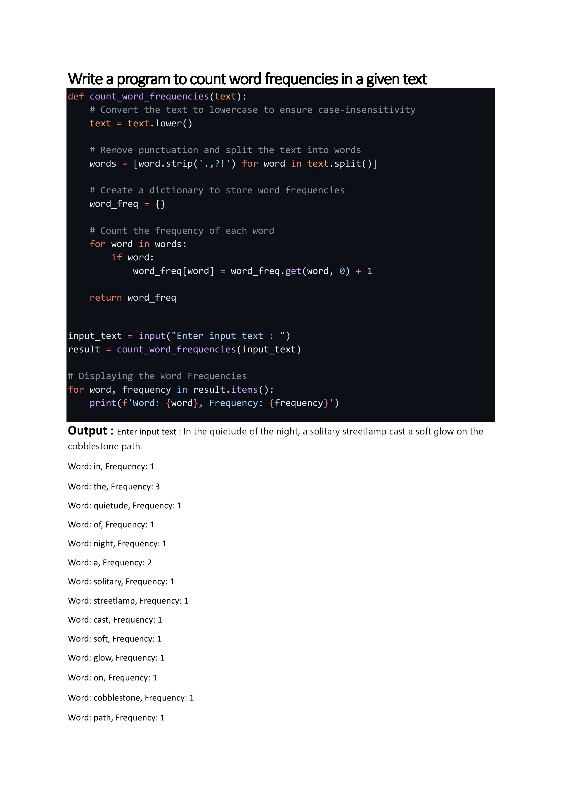 Write a program to count word frequencies in a given text
def count_word_frequencies(text):
    # Convert the text to lowercase to ensure case-insensitivity
    text = text.lower()
    # Remove punctuation and split the text into words
    words = [word.strip('.,?!') for word in text.split()]
    # Create a dictionary to store word frequencies
    word_freq = {}
    # Count the frequency of each word
    for word in words:
        if word:
            word_freq[word] = word_freq.get(word, 0) + 1
    return word_freq
input_text = input("Enter input text : ")
result = count_word_frequencies(input_text)
# Displaying the Word Frequencies
for word, frequency in result.items():
    print(f'Word: {word}, Frequency: {frequency}')
Output : Enter input text : In the quietude of the night, a solitary streetlamp cast a soft glow on the
cobblestone path.
Word: in, Frequency: 1
Word: the, Frequency: 3
Word: quietude, Frequency: 1
Word: of, Frequency: 1
Word: night, Frequency: 1
Word: a, Frequency: 2
Word: solitary, Frequency: 1
Word: streetlamp, Frequency: 1
Word: cast, Frequency: 1
Word: soft, Frequency: 1
Word: glow, Frequency: 1
Word: on, Frequency: 1
Word: cobblestone, Frequency: 1
Word: path, Frequency: 1